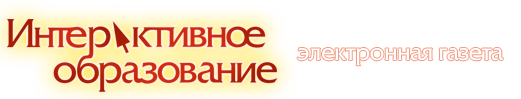 Интерактивное
образование
электронная газета